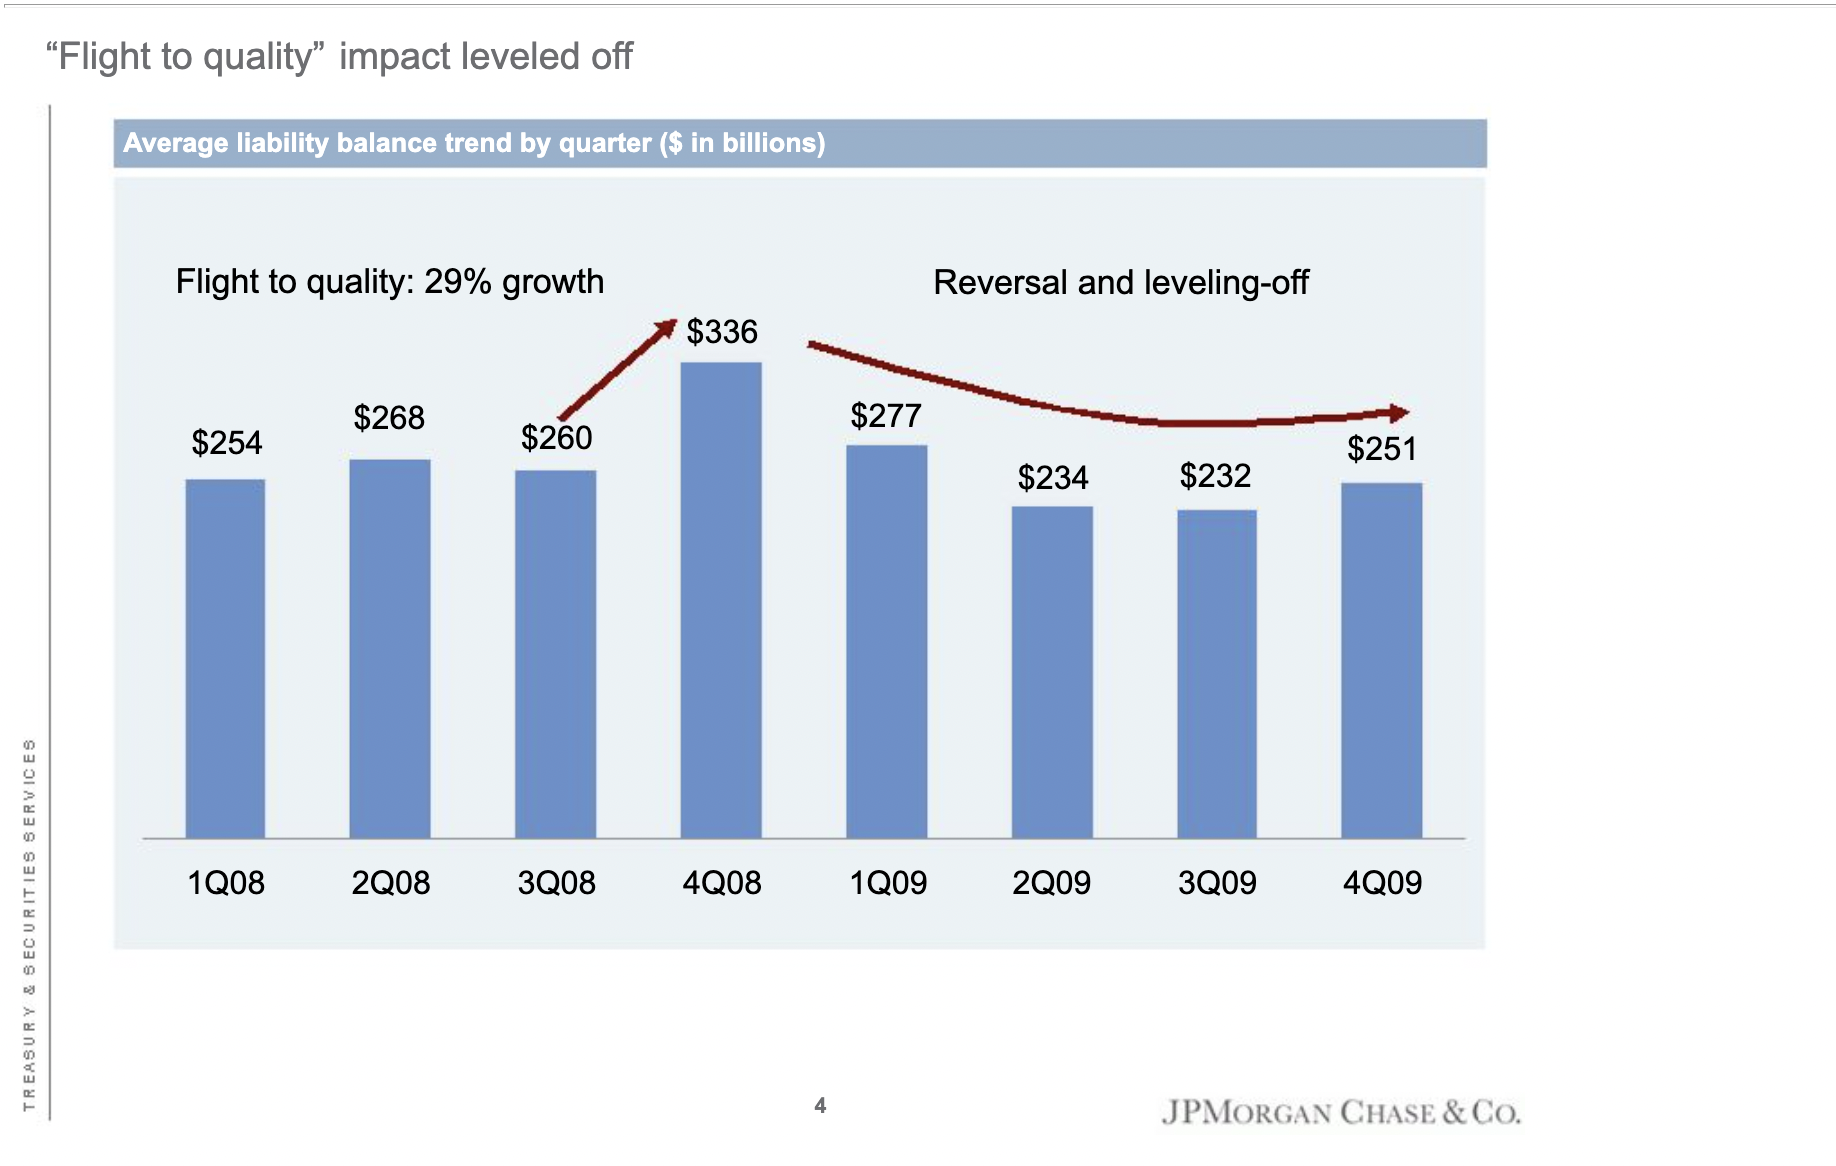 “Flight to quality” impact leveled off
Average liability balance trend by quarter ($ in billions)
Flight to quality: 29% growth
Reversal and leveling-off
$254
$268
$260
$336
$277
$234
$232
$251
1Q08
2Q08
3Q08
4Q08
1Q09
2Q09
3Q09
4Q09
TREASURY & SECURITIES SERVICES
4
JPMORGAN CHASE & CO.